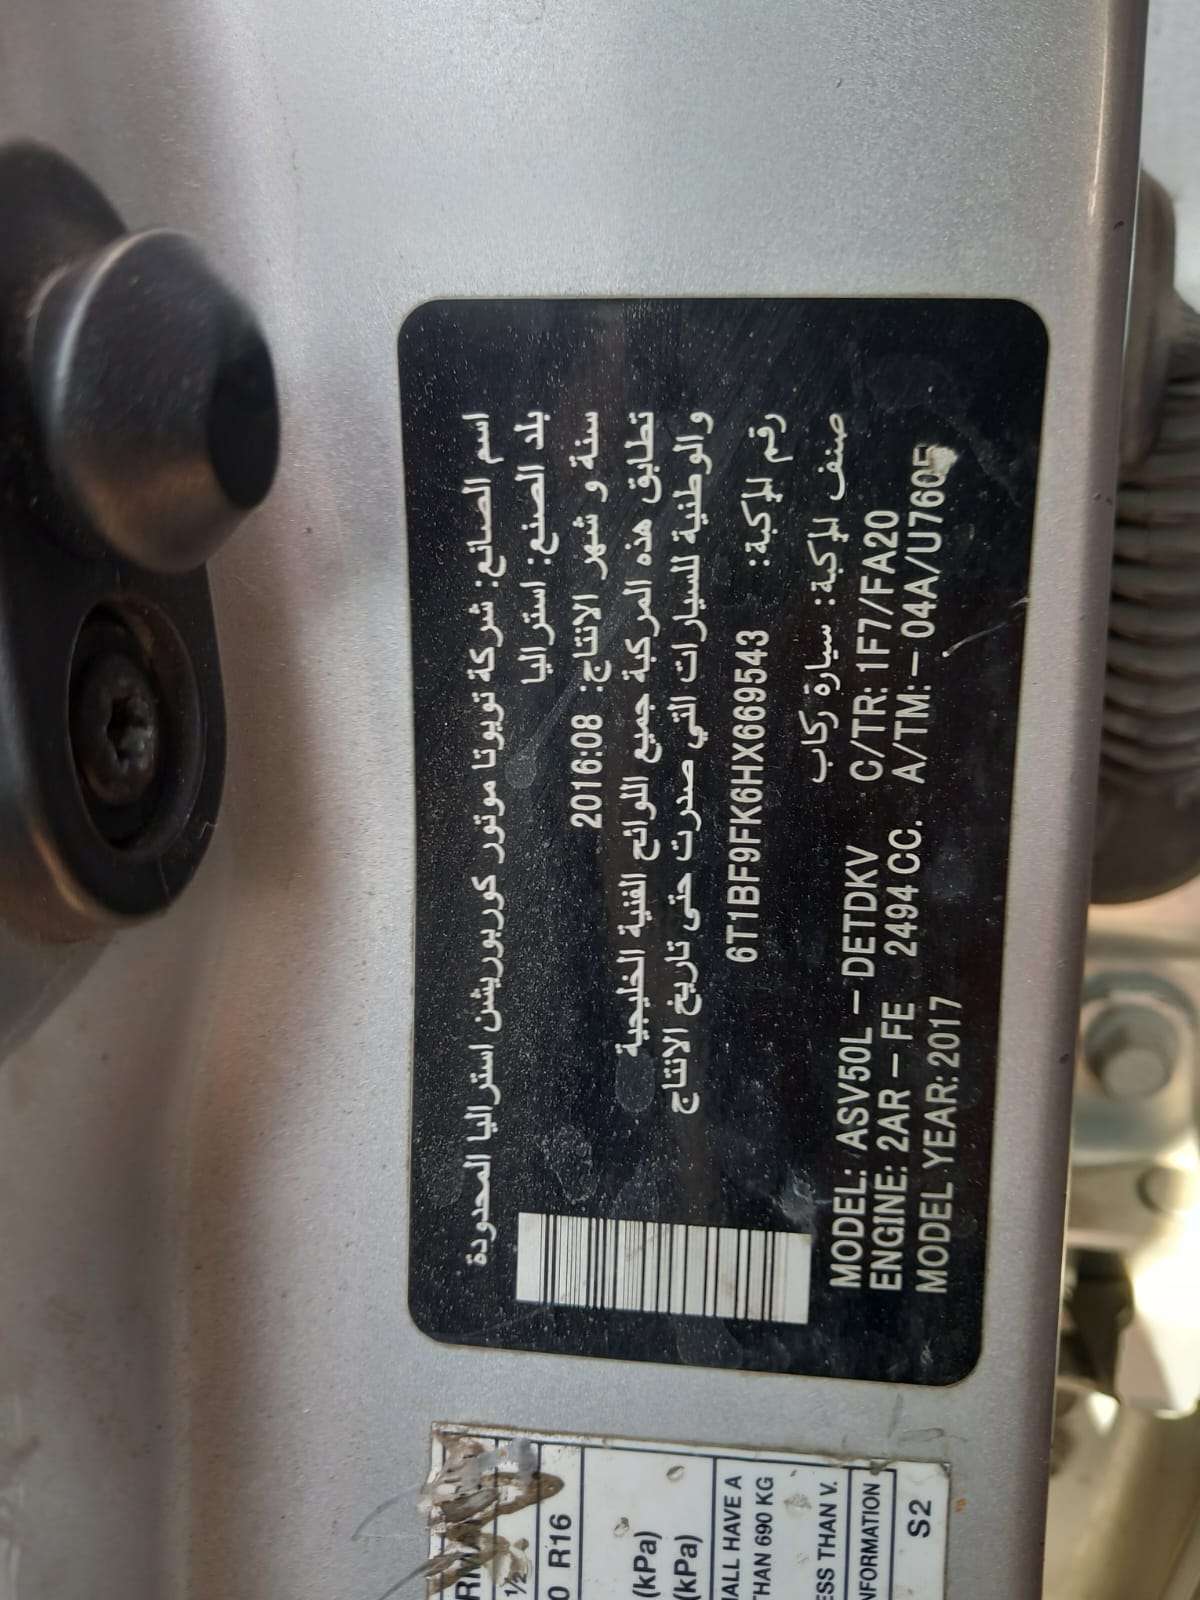 اسم الصانع: شركة تويوتا موتور كوربوريشن استراليا المحدودة
بلد الصنع: استراليا
سنة و شهر الانتاج: 2016:08
تطابق هذه المركبة جميع اللوائح الفنية الخليجية
والوطنية للسيارات التي صدرت حتى تاريخ الانتاج
رقم المركبة: 6T1BF9FK6HX669543
صنف المركبة: سيارة ركاب
MODEL: ASV50L – DETDKV C/TR: 1F7/FA20
ENGINE: 2AR – FE 2494 CC. A/TM: – 04A/U760E
MODEL YEAR: 2017
½
R16
(kPa)
(kPa)
HAVE A
THAN 690 KG
THAN V.
S2